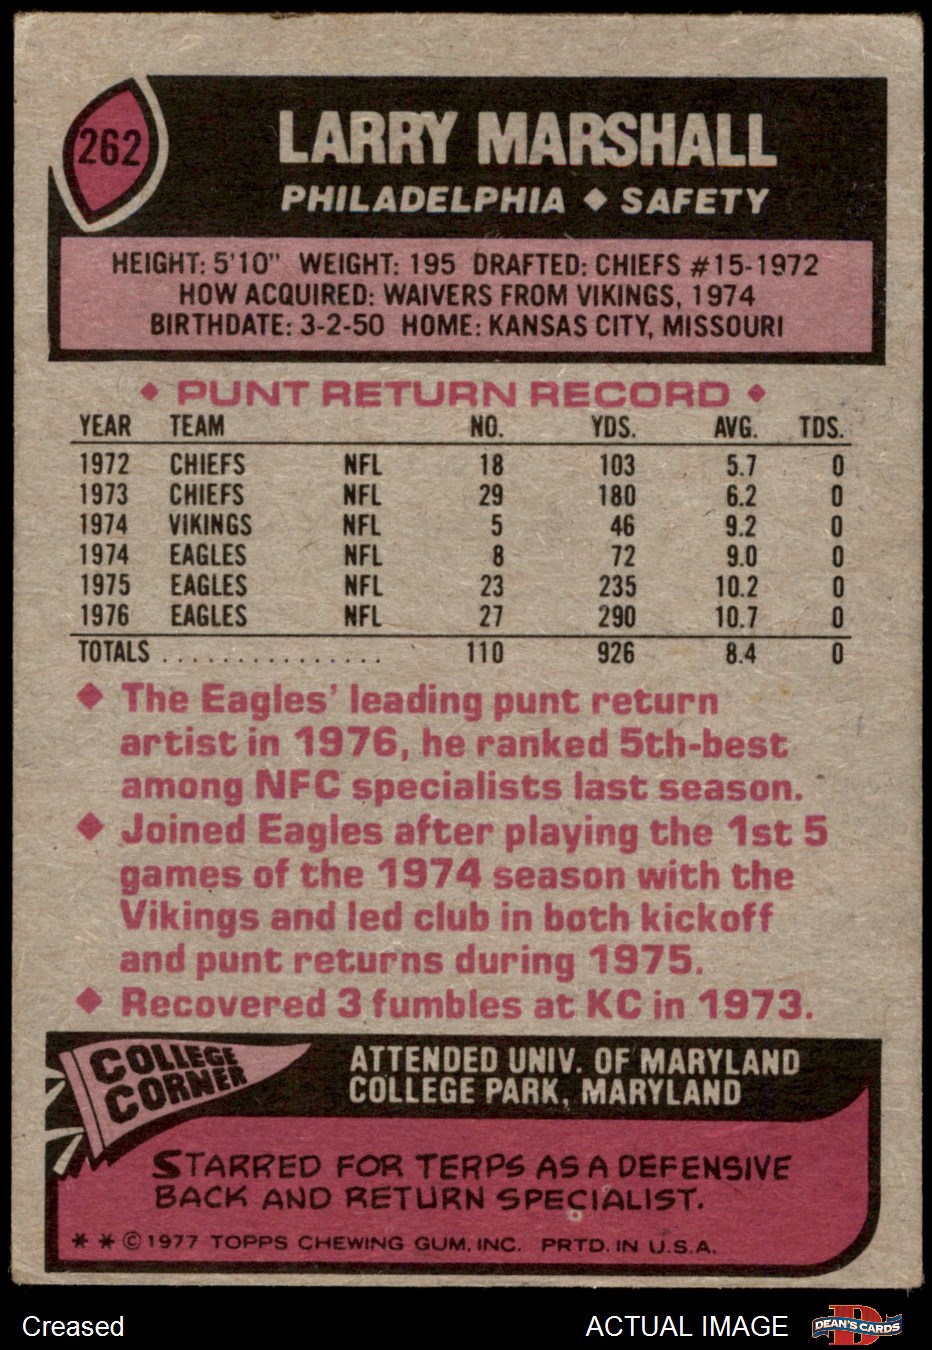 262
LARRY MARSHALL
PHILADELPHIA ◆ SAFETY
HEIGHT: 5'10" WEIGHT: 195 DRAFTED: CHIEFS #15-1972
HOW ACQUIRED: WAIVERS FROM VIKINGS, 1974
BIRTHDATE: 3-2-50 HOME: KANSAS CITY, MISSOURI
◆ PUNT RETURN RECORD ◆
YEAR TEAM NO. YDS. AVG. TDS.
1972 CHIEFS NFL 18 103 5.7 0
1973 CHIEFS NFL 29 180 6.2 0
1974 VIKINGS NFL 5 46 9.2 0
1974 EAGLES NFL 8 72 9.0 0
1975 EAGLES NFL 23 235 10.2 0
1976 EAGLES NFL 27 290 10.7 0
TOTALS . . . . . . . . . . . . . . . . 110 926 8.4 0
◆ The Eagles' leading punt return
artist in 1976, he ranked 5th-best
among NFC specialists last season.
◆ Joined Eagles after playing the 1st 5
games of the 1974 season with the
Vikings and led club in both kickoff
and punt returns during 1975.
◆ Recovered 3 fumbles at KC in 1973.
COLLEGE
CORNER
ATTENDED UNIV. OF MARYLAND
COLLEGE PARK, MARYLAND
STARRED FOR TERPS AS A DEFENSIVE
BACK AND RETURN SPECIALIST.
* * © 1977 TOPPS CHEWING GUM, INC. PRTD. IN U.S.A.
Creased
ACTUAL IMAGE
D
DEAN'S CARDS